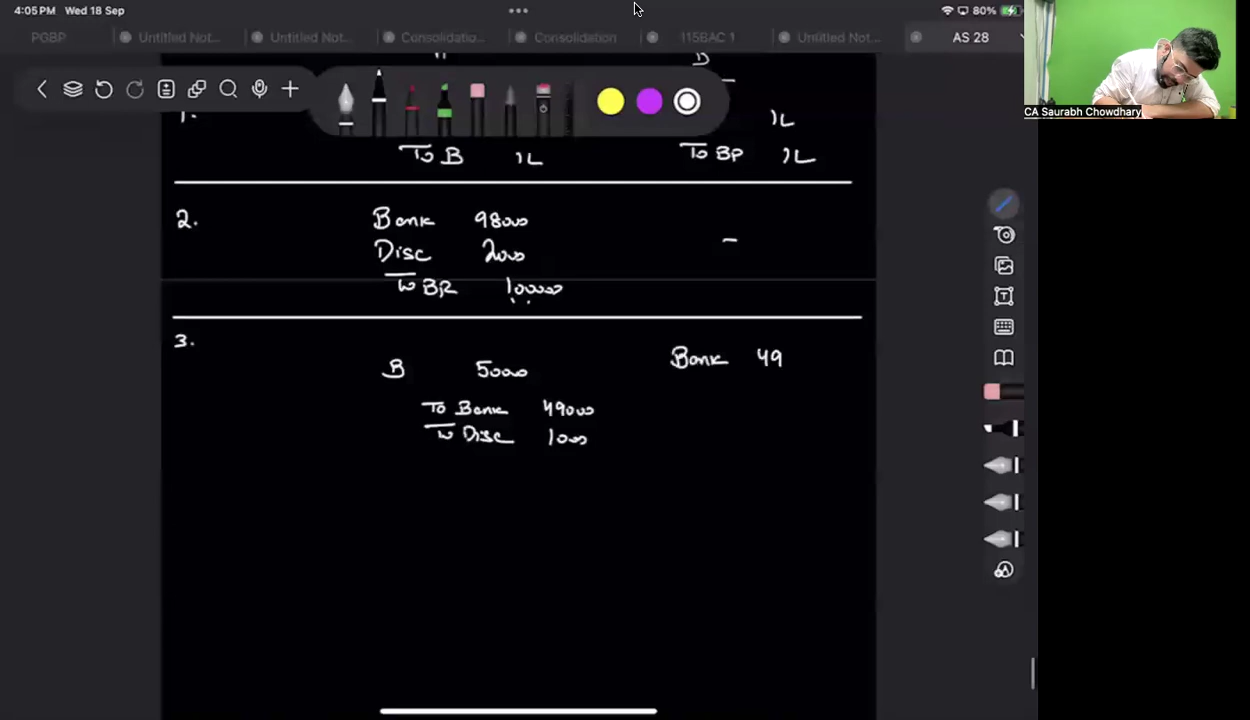 4:05 PM Wed 18 Sep
80%
PGBP
Untitled Not...
Untitled Not...
Consolidatio...
Consolidation
115BAC 1
Untitled Not...
AS 28
CA Saurabh Chowdhary
1. 1L
To B 1L To BP 1L
2. Bank 98000
Disc 2000 -
To BR 100000
3.
Bank 49
B 5000
To Bank 49000
To Disc 1000